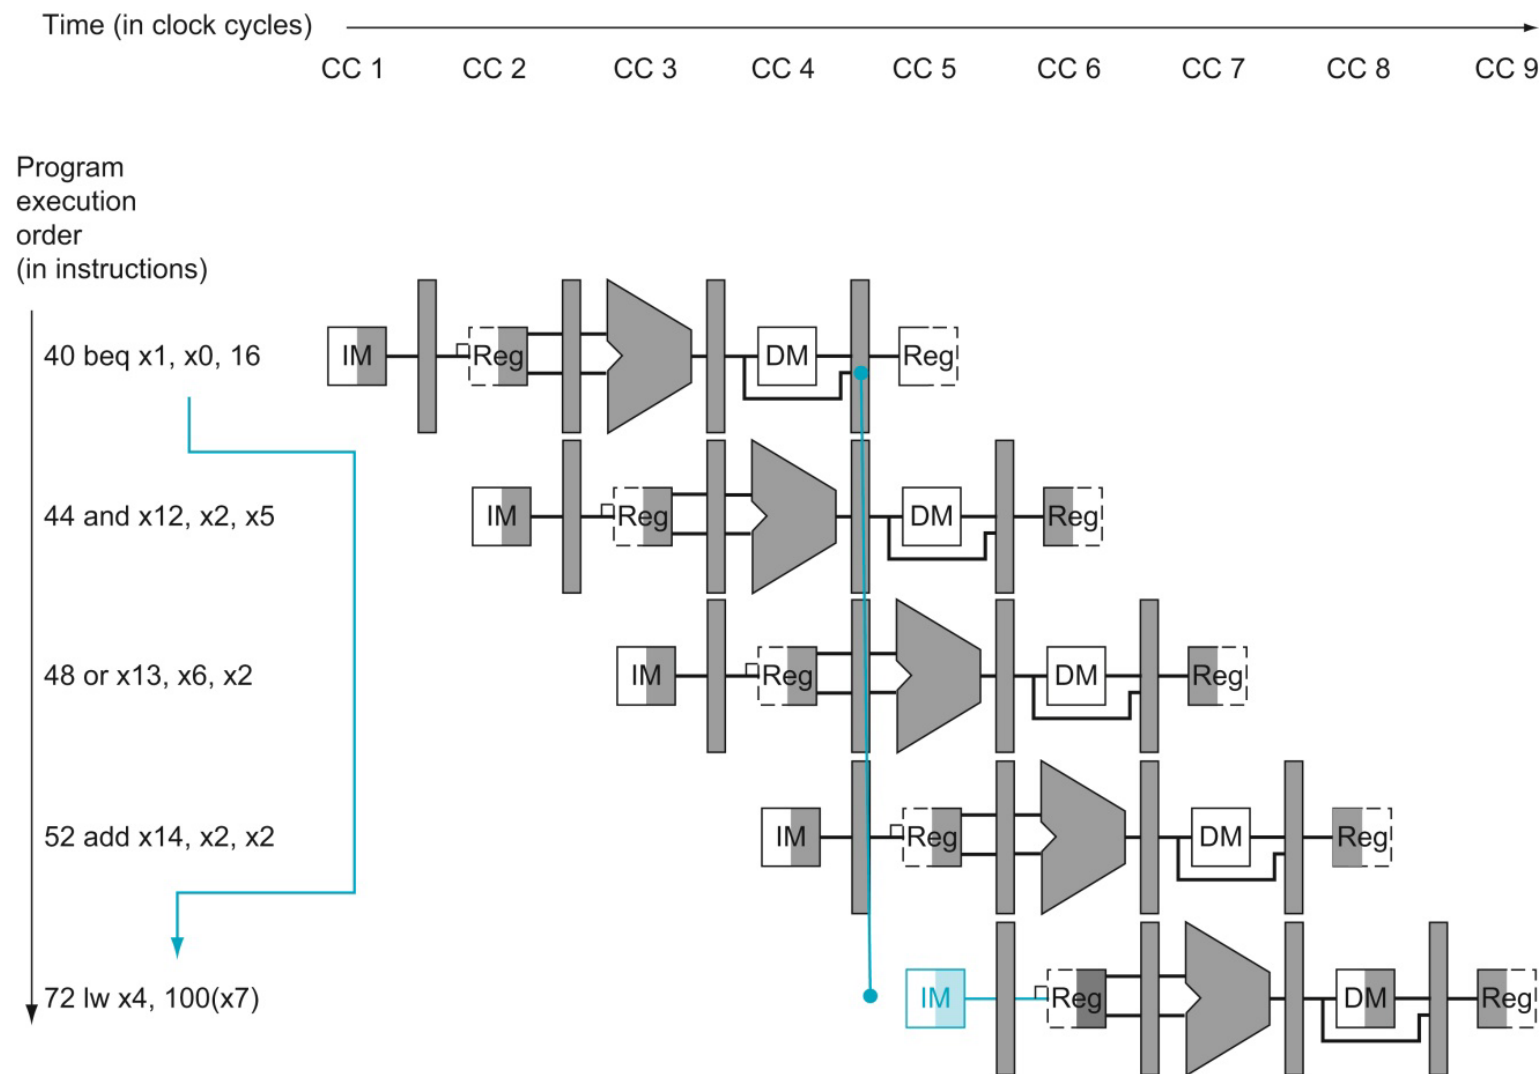 Time (in clock cycles)
CC 1 CC 2 CC 3 CC 4 CC 5 CC 6 CC 7 CC 8 CC 9
Program
execution
order
(in instructions)
40 beq x1, x0, 16 IM Reg DM Reg
44 and x12, x2, x5 IM Reg DM Reg
48 or x13, x6, x2 IM Reg DM Reg
52 add x14, x2, x2 IM Reg DM Reg
72 lw x4, 100(x7) IM Reg DM Reg